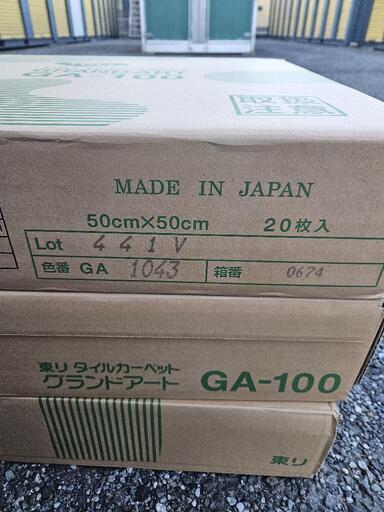 GA-100
取扱
注意
MADE IN JAPAN
50cm×50cm 20枚入
Lot 441V
色番 GA 1043 箱番 0674
東リ タイルカーペット
グランドアート GA-100
東リ